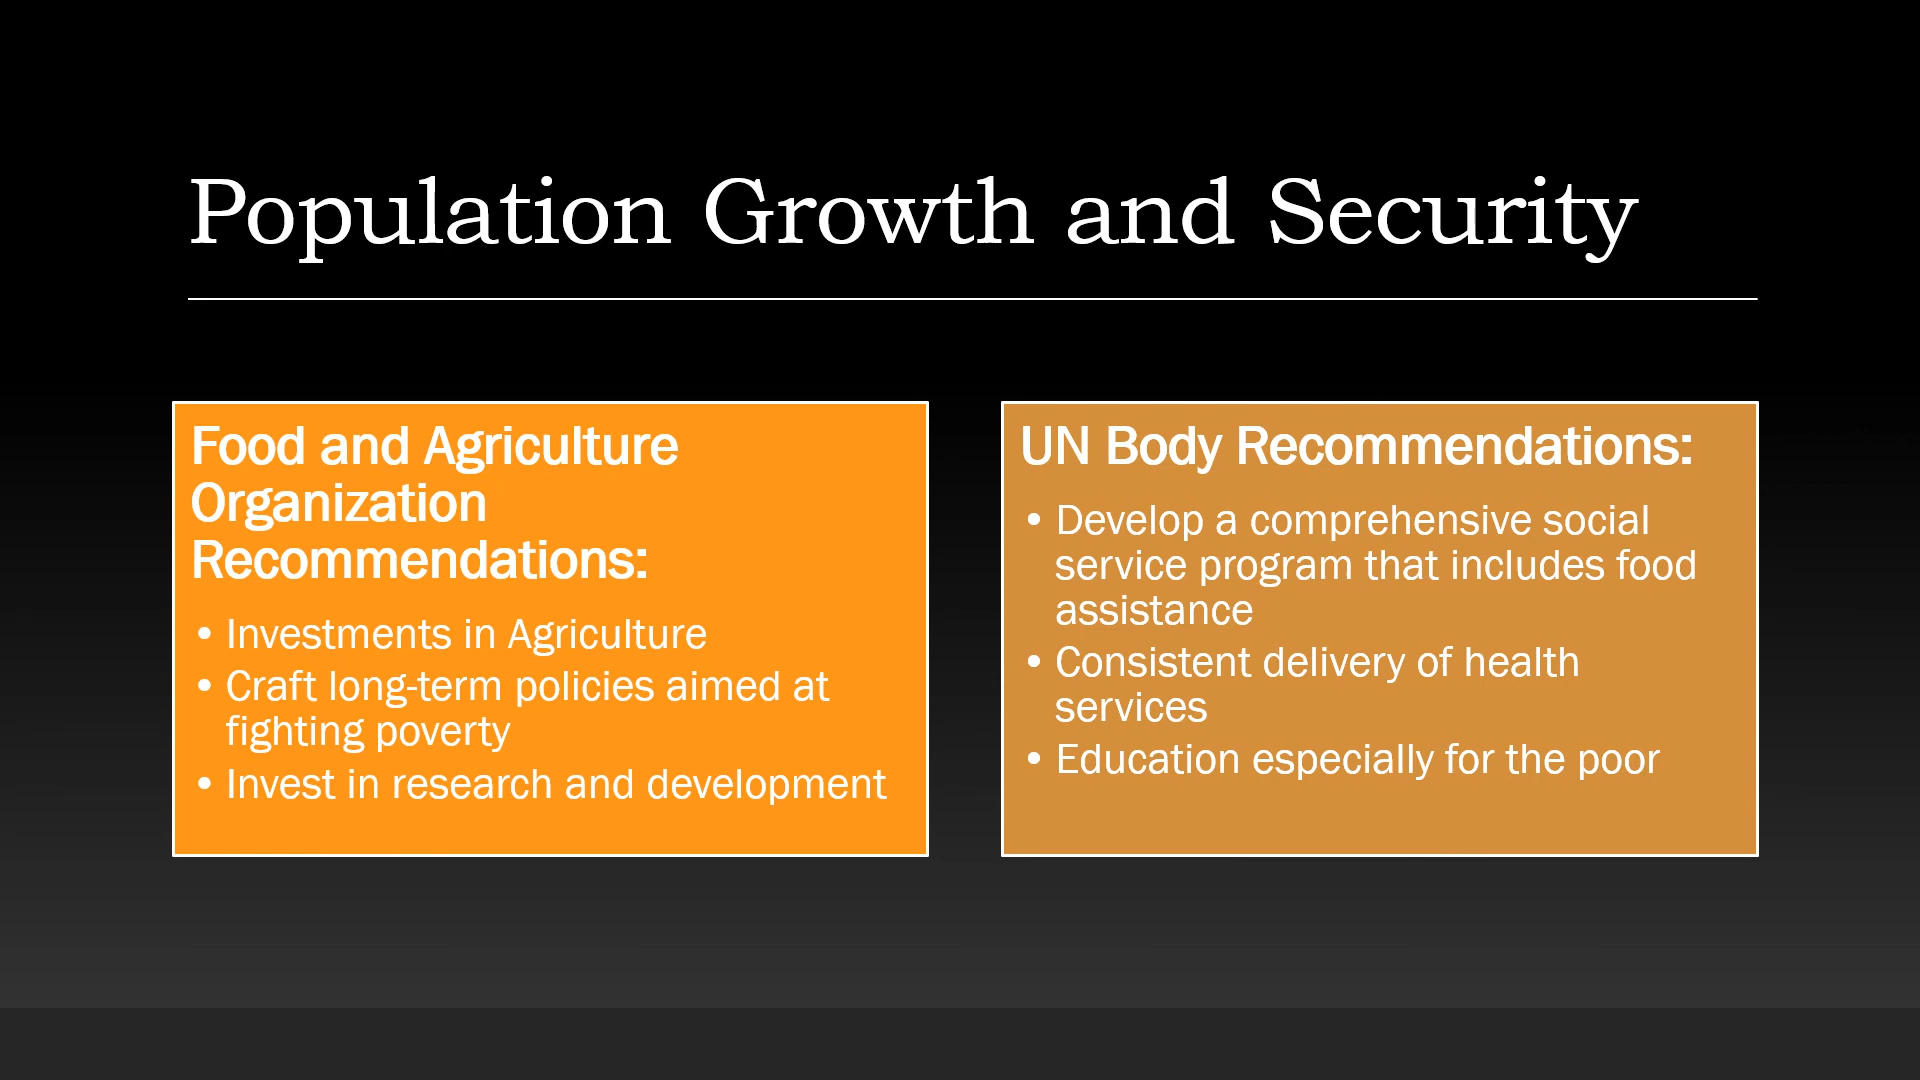 Population Growth and Security
Food and Agriculture
Organization
Recommendations:
• Investments in Agriculture
• Craft long-term policies aimed at
fighting poverty
• Invest in research and development
UN Body Recommendations:
• Develop a comprehensive social
service program that includes food
assistance
• Consistent delivery of health
services
• Education especially for the poor